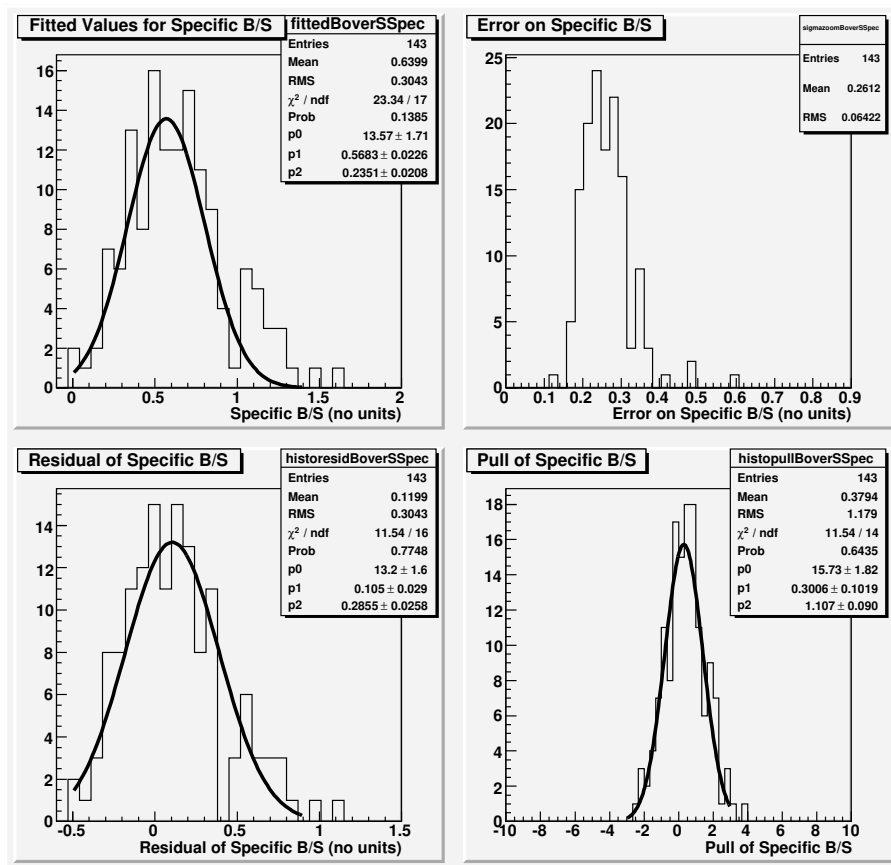 Fitted Values for Specific B/S
fittedBoverSSpec
Entries 143
Mean 0.6399
RMS 0.3043
χ² / ndf 23.34 / 17
Prob 0.1385
p0 13.57 ± 1.71
p1 0.5683 ± 0.0226
p2 0.2351 ± 0.0208
16
14
12
10
8
6
4
2
0
0 0.5 1 1.5 2
Specific B/S (no units)
Error on Specific B/S
sigmazoomBoverSSpec
Entries 143
Mean 0.2612
RMS 0.06422
25
20
15
10
5
0
0 0.1 0.2 0.3 0.4 0.5 0.6 0.7 0.8 0.9
Error on Specific B/S (no units)
Residual of Specific B/S
historesidBoverSSpec
Entries 143
Mean 0.1199
RMS 0.3043
χ² / ndf 11.54 / 16
Prob 0.7748
p0 13.2 ± 1.6
p1 0.105 ± 0.029
p2 0.2855 ± 0.0258
14
12
10
8
6
4
2
0
-0.5 0 0.5 1 1.5
Residual of Specific B/S (no units)
Pull of Specific B/S
histopullBoverSSpec
Entries 143
Mean 0.3794
RMS 1.179
χ² / ndf 11.54 / 14
Prob 0.6435
p0 15.73 ± 1.82
p1 0.3006 ± 0.1019
p2 1.107 ± 0.090
18
16
14
12
10
8
6
4
2
0
-10 -8 -6 -4 -2 0 2 4 6 8 10
Pull of Specific B/S